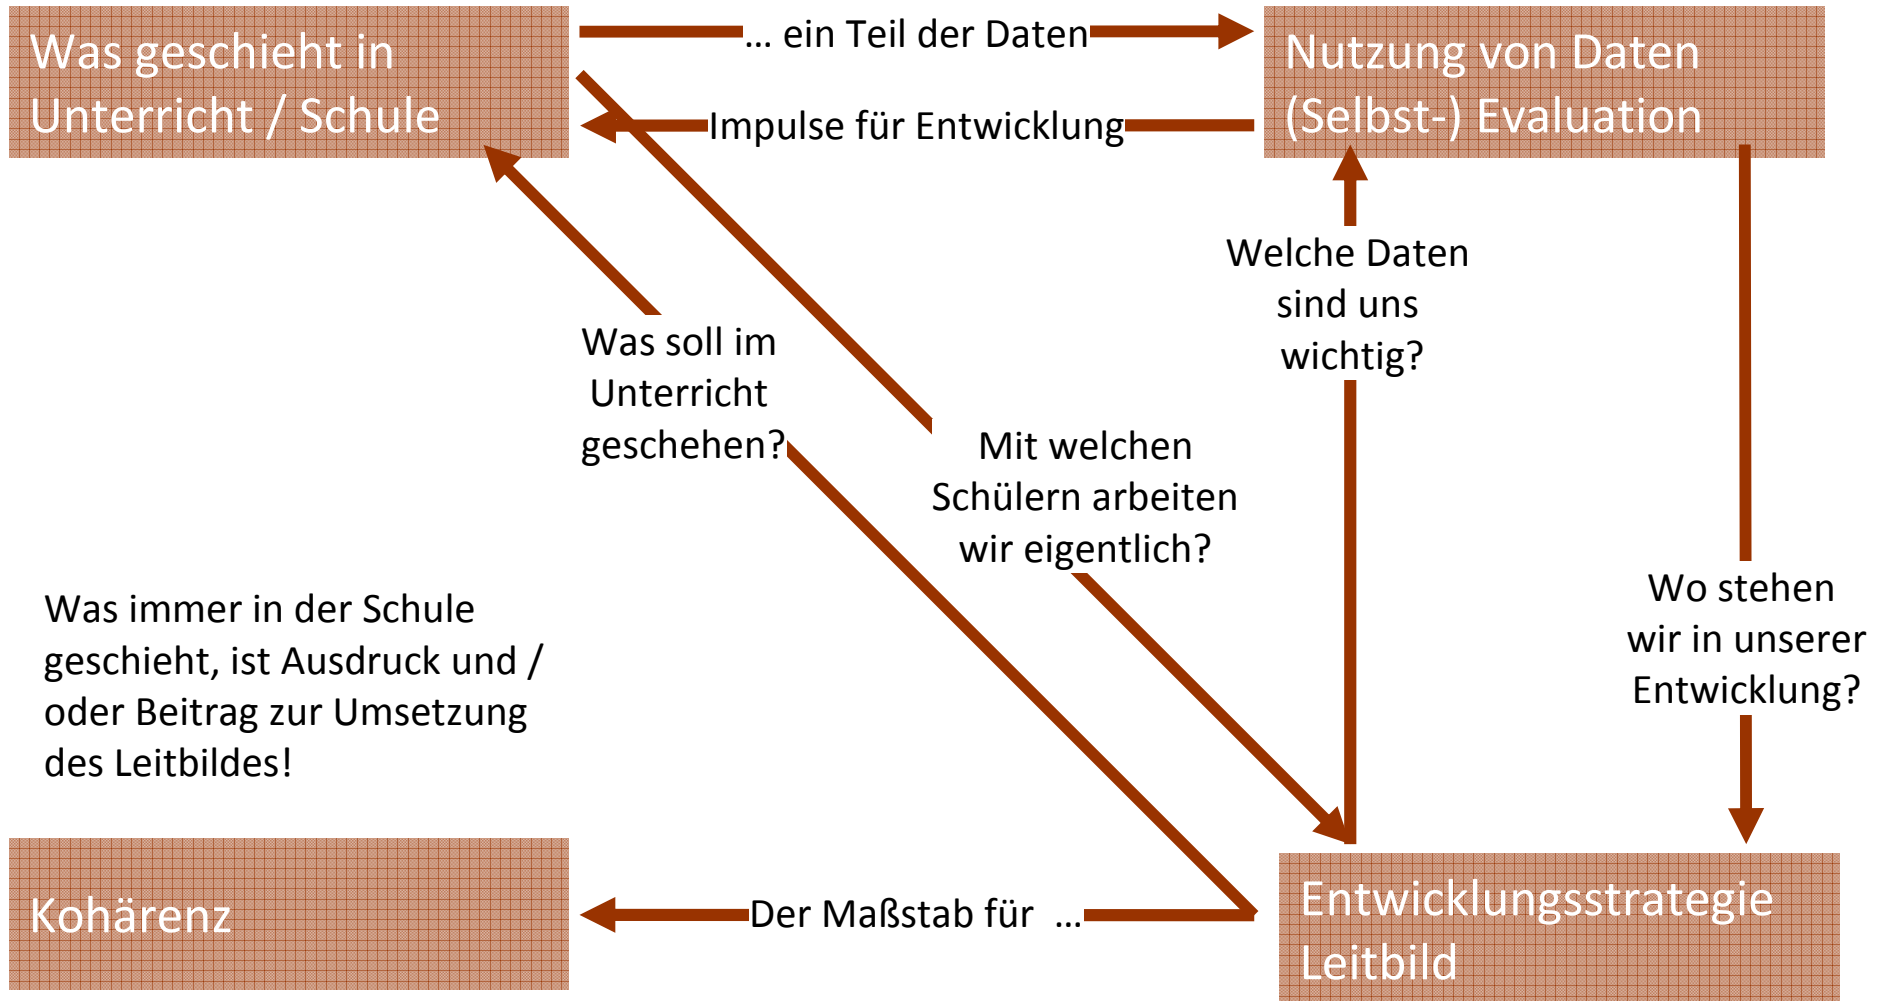 Was geschieht in
Unterricht / Schule
… ein Teil der Daten
Nutzung von Daten
(Selbst-) Evaluation
Impulse für Entwicklung
Welche Daten
sind uns
wichtig?
Was soll im
Unterricht
geschehen?
Mit welchen
Schülern arbeiten
wir eigentlich?
Wo stehen
wir in unserer
Entwicklung?
Was immer in der Schule
geschieht, ist Ausdruck und /
oder Beitrag zur Umsetzung
des Leitbildes!
Kohärenz
Der Maßstab für …
Entwicklungsstrategie
Leitbild